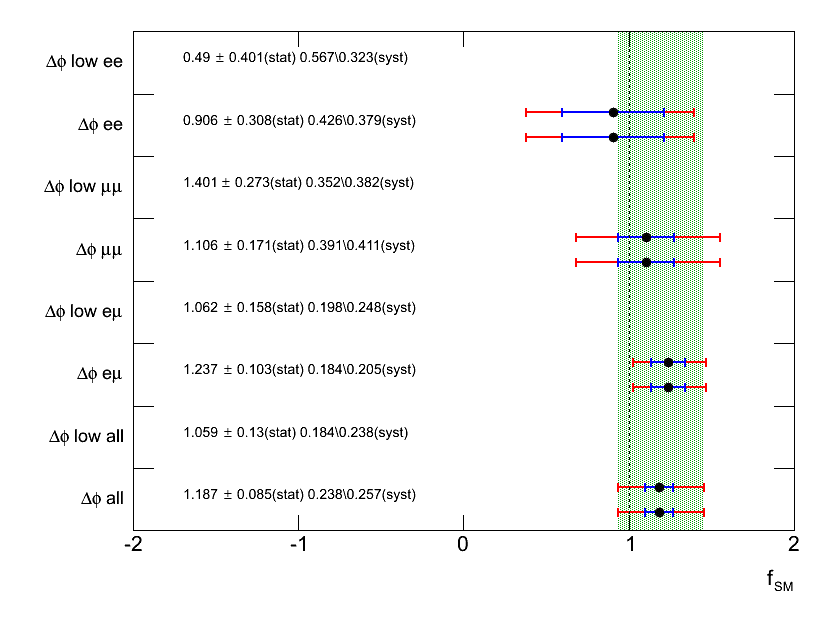 Δϕ low ee 0.49 ± 0.401(stat) 0.567\0.323(syst)
Δϕ ee 0.906 ± 0.308(stat) 0.426\0.379(syst)
Δϕ low μμ 1.401 ± 0.273(stat) 0.352\0.382(syst)
Δϕ μμ 1.106 ± 0.171(stat) 0.391\0.411(syst)
Δϕ low eμ 1.062 ± 0.158(stat) 0.198\0.248(syst)
Δϕ eμ 1.237 ± 0.103(stat) 0.184\0.205(syst)
Δϕ low all 1.059 ± 0.13(stat) 0.184\0.238(syst)
Δϕ all 1.187 ± 0.085(stat) 0.238\0.257(syst)
-2 -1 0 1 2
f_SM